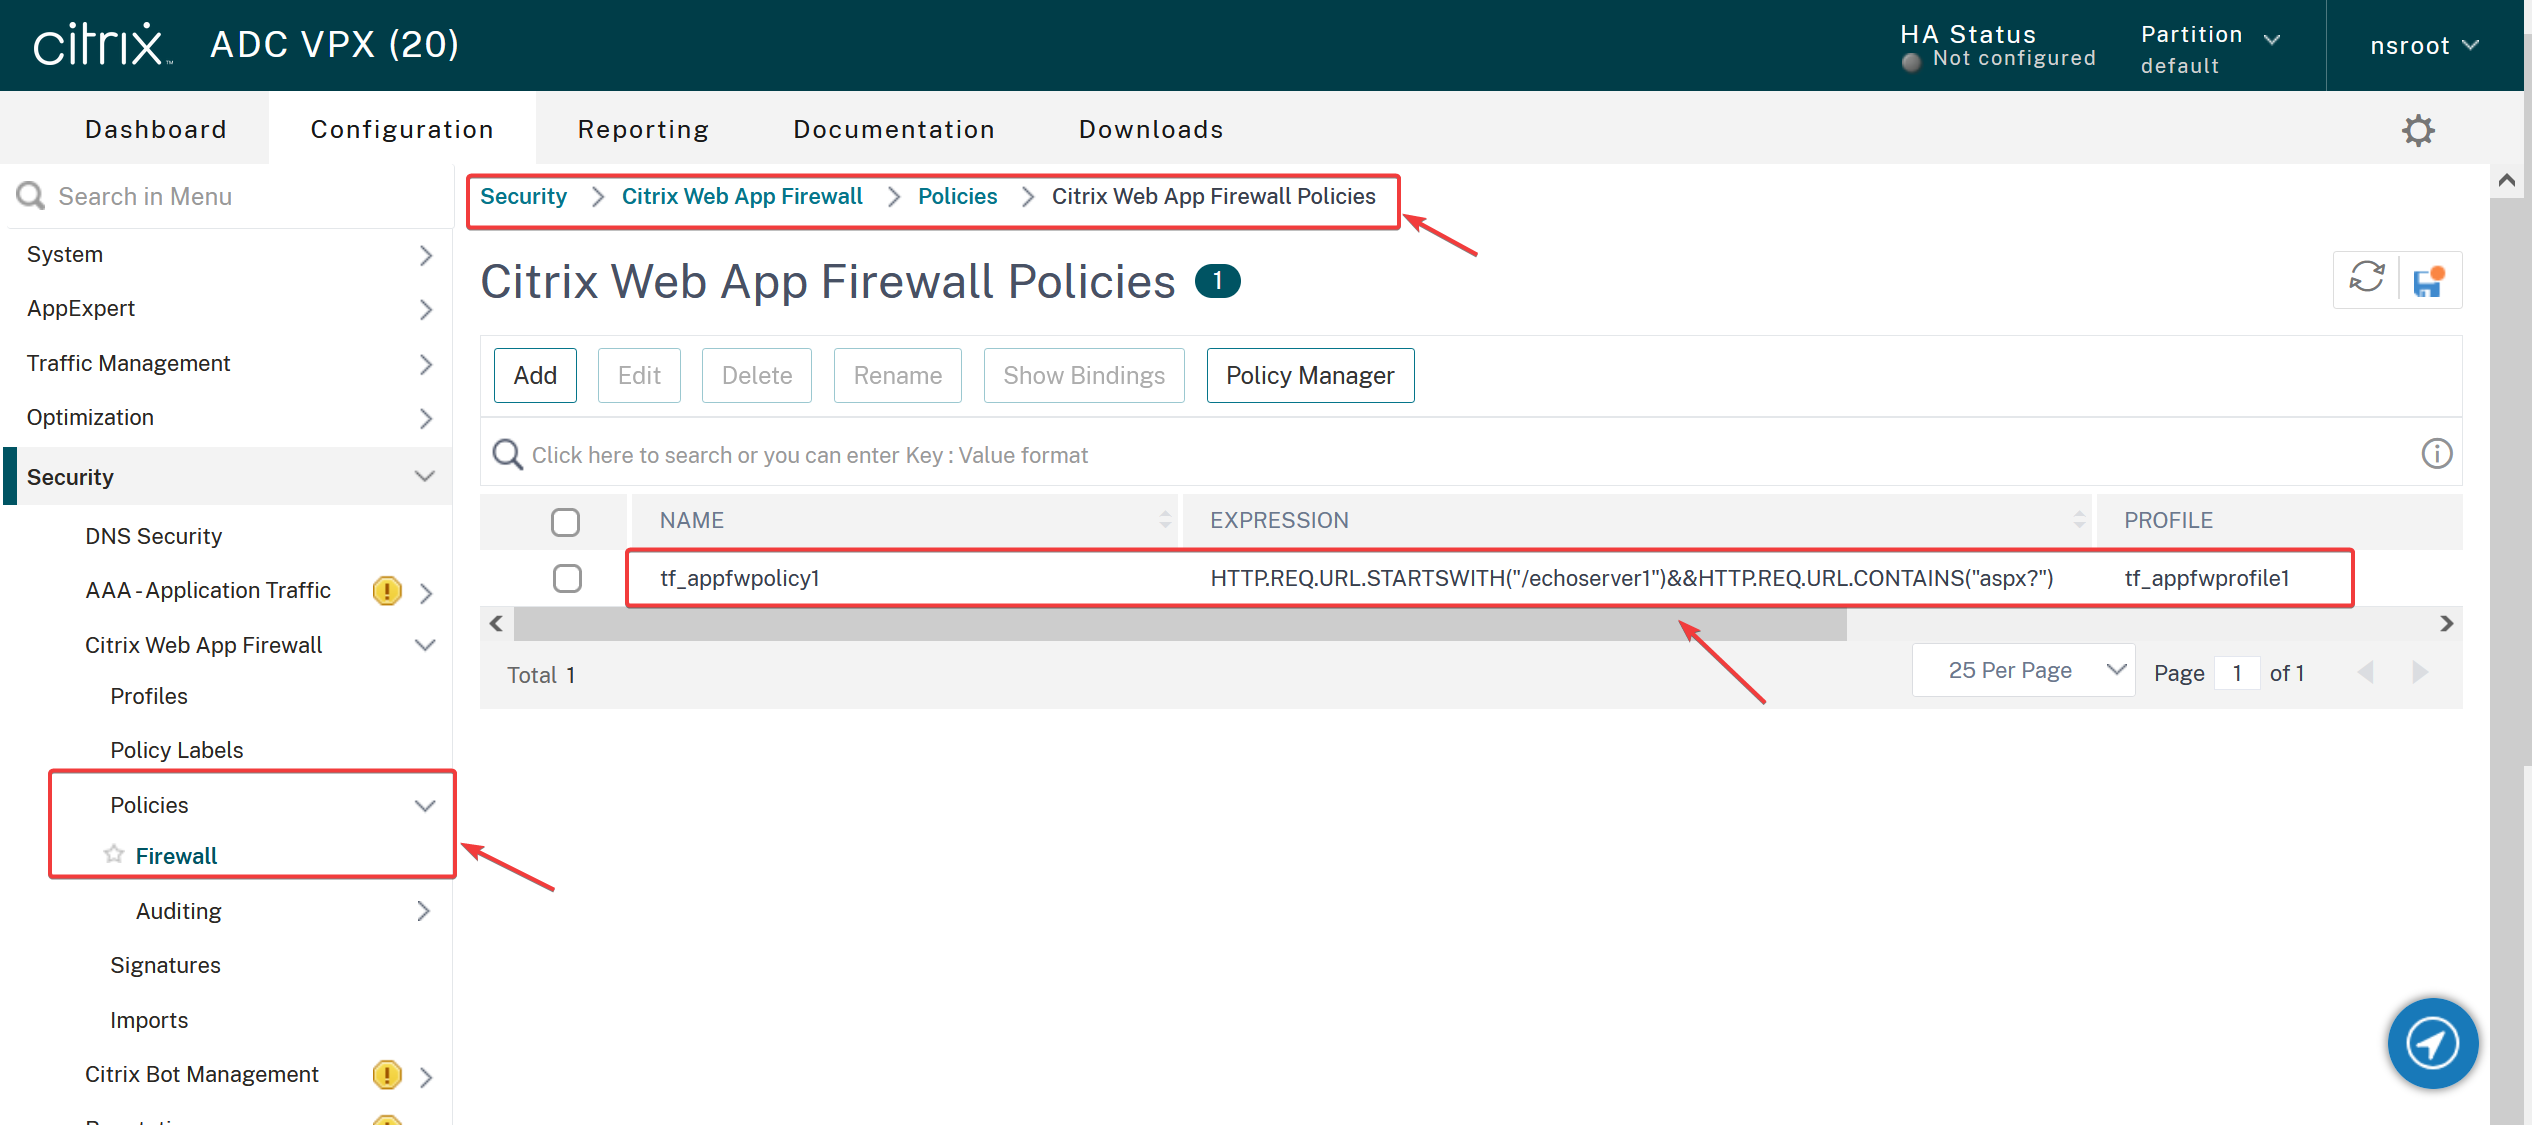 citrix™ ADC VPX (20)
HA Status
Not configured
Partition
default
nsroot
Dashboard Configuration Reporting Documentation Downloads
Search in Menu
System
AppExpert
Traffic Management
Optimization
Security
DNS Security
AAA - Application Traffic
Citrix Web App Firewall
Profiles
Policy Labels
Policies
Firewall
Auditing
Signatures
Imports
Citrix Bot Management
Security > Citrix Web App Firewall > Policies > Citrix Web App Firewall Policies
Citrix Web App Firewall Policies 1
Add Edit Delete Rename Show Bindings Policy Manager
Click here to search or you can enter Key : Value format
NAME EXPRESSION PROFILE
tf_appfwpolicy1 HTTP.REQ.URL.STARTSWITH("/echoserver1")&&HTTP.REQ.URL.CONTAINS("aspx?") tf_appfwprofile1
Total 1
25 Per Page Page 1 of 1